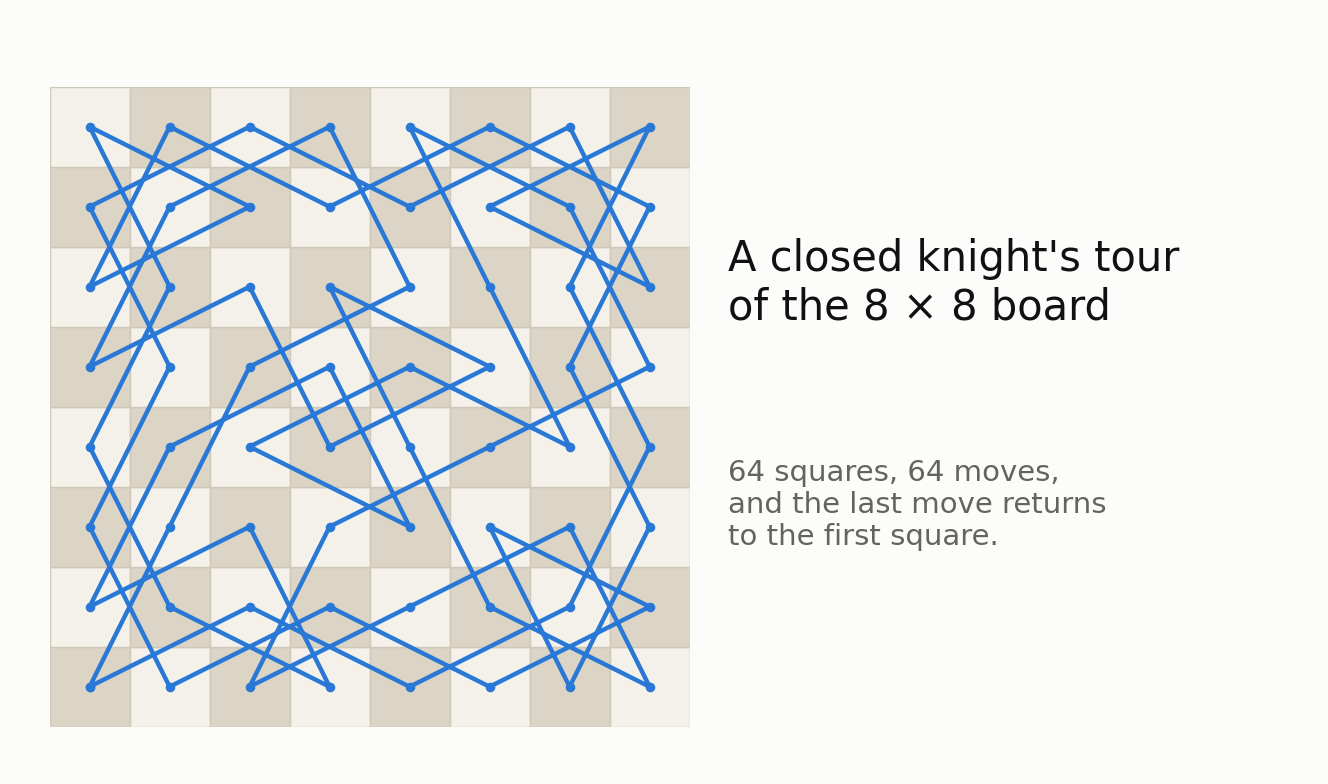 A closed knight's tour
of the 8 × 8 board
64 squares, 64 moves,
and the last move returns
to the first square.